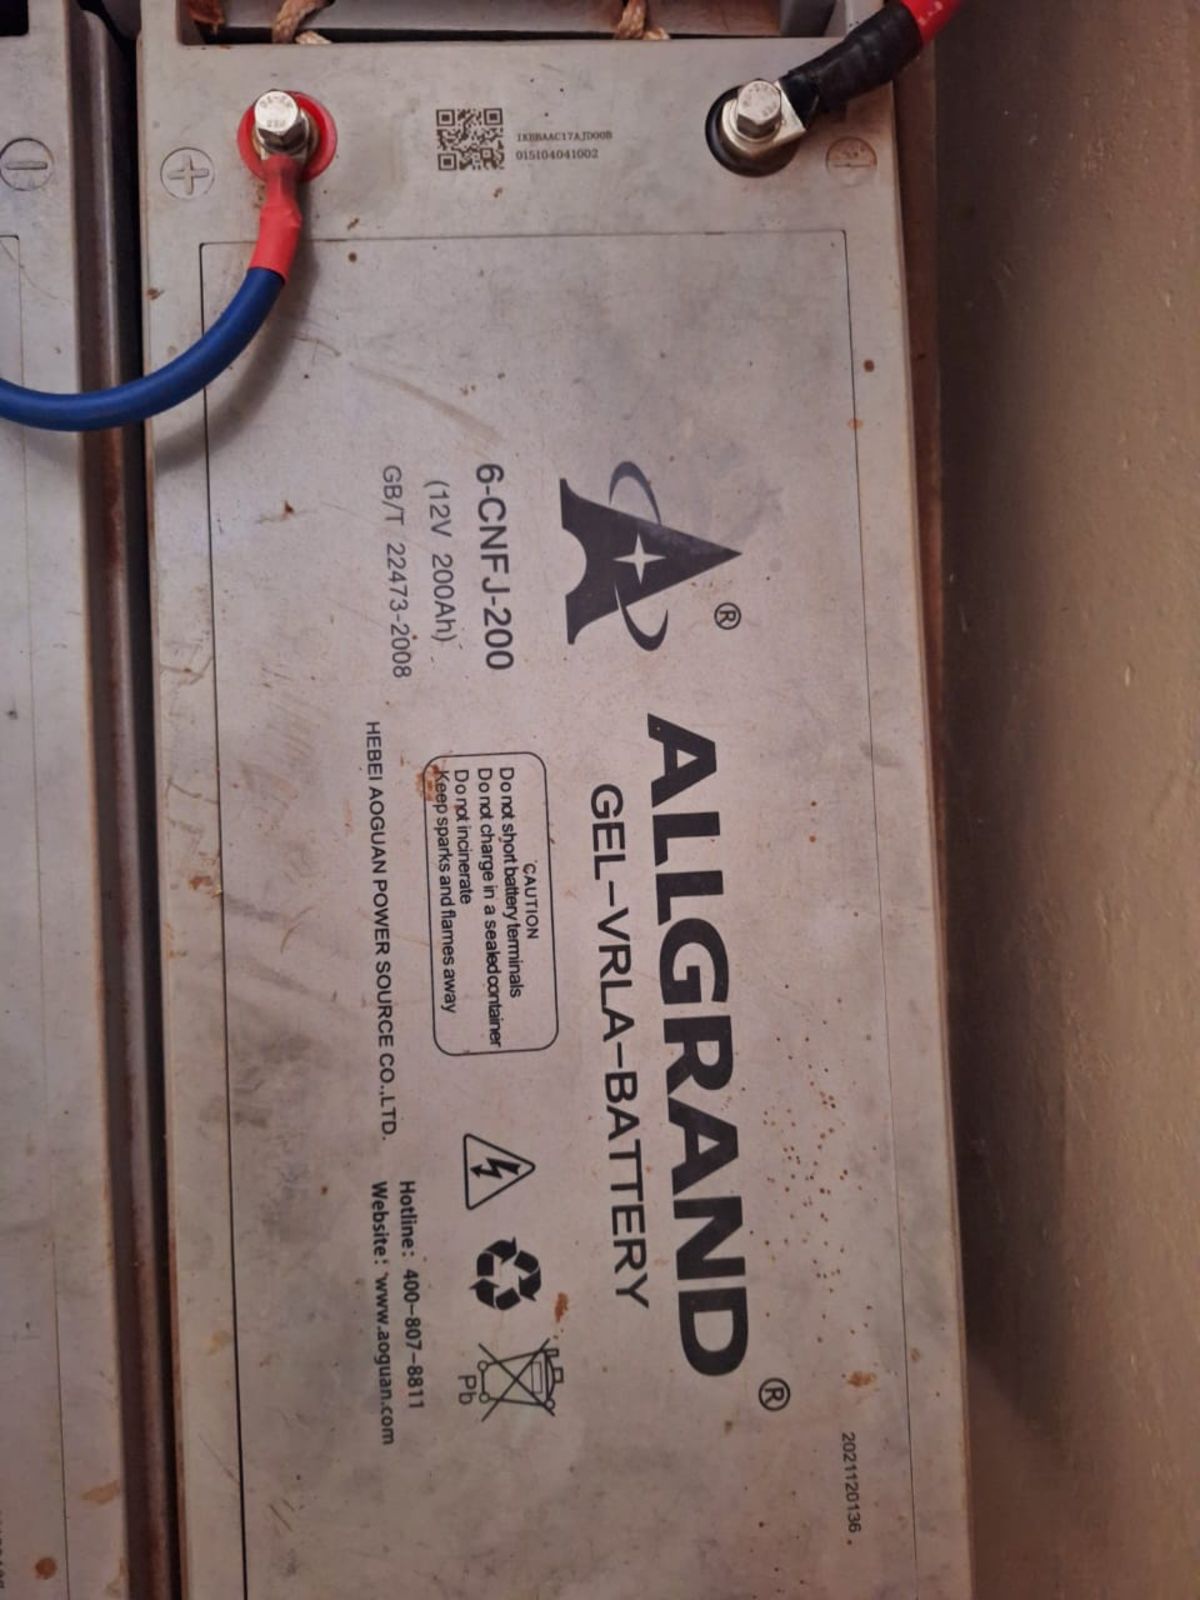 1KBBAAC17AJD00B
015104041002
ALLGRAND
GEL-VRLA-BATTERY
6-CNFJ-200
(12V 200Ah)
GB/T 22473-2008
CAUTION
Do not short battery terminals
Do not charge in a sealed container
Do not incinerate
Keep sparks and flames away
Pb
HEBEI AOGUAN POWER SOURCE CO.,LTD.
Hotline: 400-807-8811
Website: www.aoguan.com
2021120136